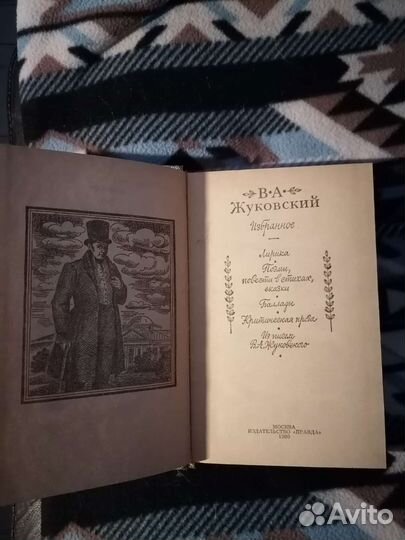 В•А•
Жуковский
Избранное
Лирика
Поэмы,
повести в стихах,
сказки
Баллады
Критическая проза
Из писем
В.А.Жуковского
МОСКВА
ИЗДАТЕЛЬСТВО «ПРАВДА»
Avito